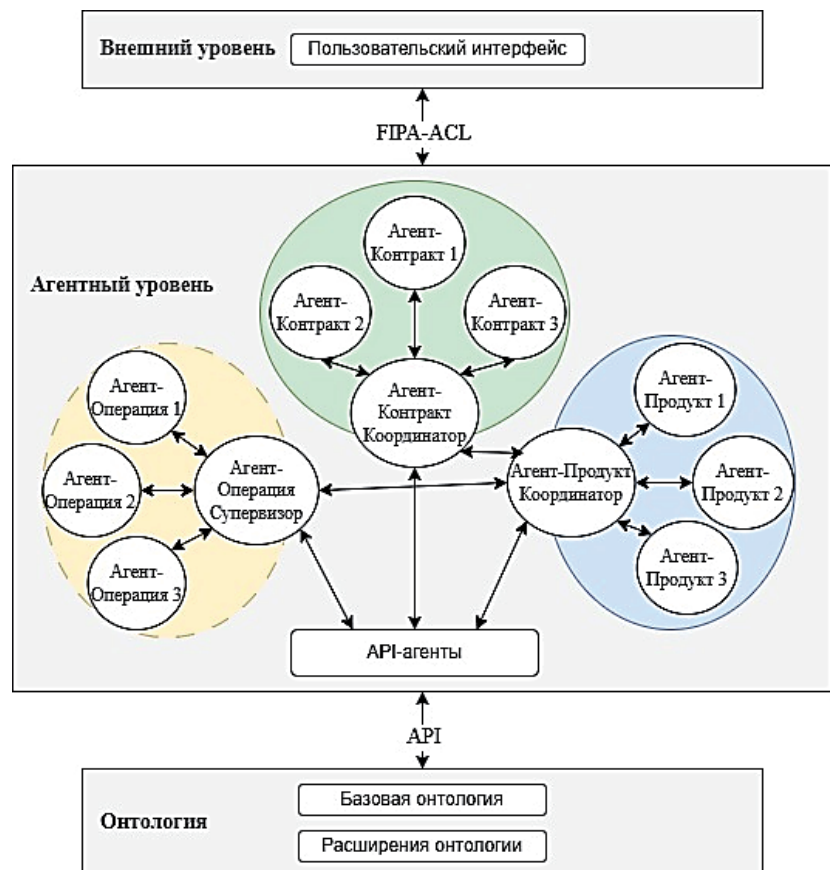 Внешний уровень
Пользовательский интерфейс
FIPA-ACL
Агентный уровень
Агент-
Контракт 1
Агент-
Контракт 2
Агент-
Контракт 3
Агент-
Контракт
Координатор
Агент-
Операция 1
Агент-
Операция 2
Агент-
Операция 3
Агент-
Операция
Супервизор
Агент-Продукт
Координатор
Агент-
Продукт 1
Агент-
Продукт 2
Агент-
Продукт 3
API-агенты
API
Онтология
Базовая онтология
Расширения онтологии